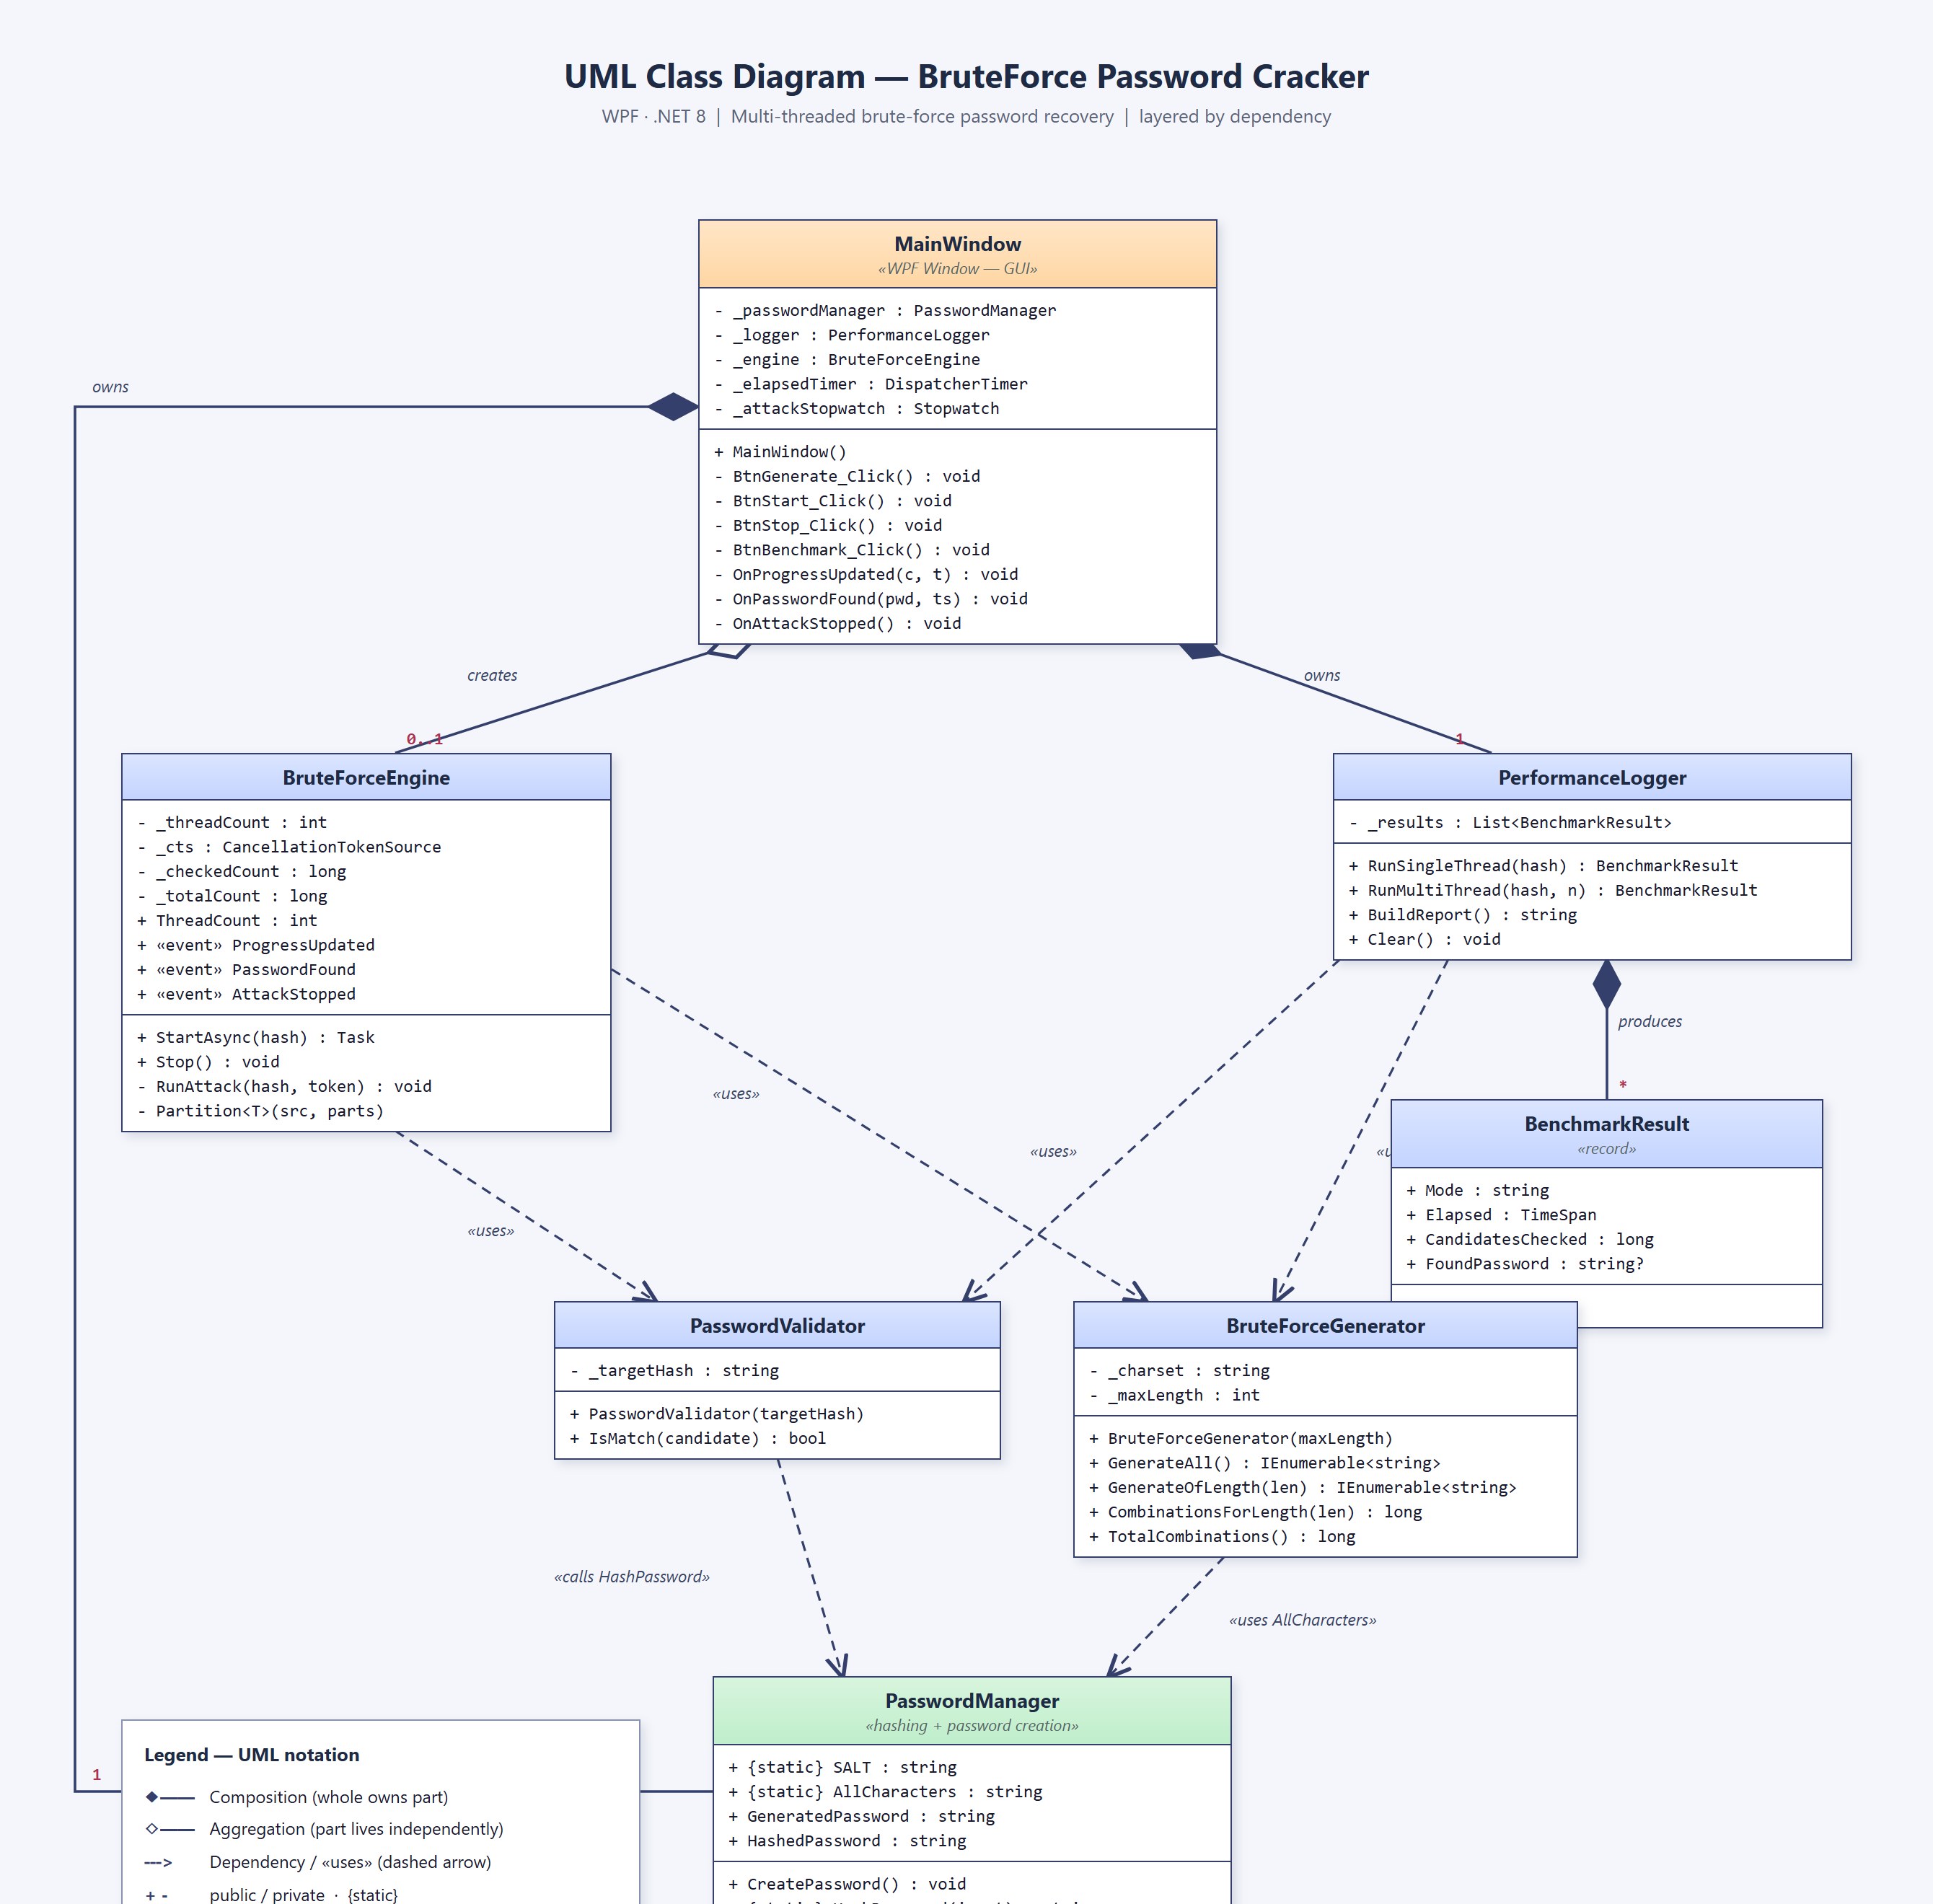 UML Class Diagram — BruteForce Password Cracker
WPF · .NET 8 | Multi-threaded brute-force password recovery | layered by dependency
MainWindow
«WPF Window — GUI»
- _passwordManager : PasswordManager
- _logger : PerformanceLogger
- _engine : BruteForceEngine
- _elapsedTimer : DispatcherTimer
- _attackStopwatch : Stopwatch
+ MainWindow()
- BtnGenerate_Click() : void
- BtnStart_Click() : void
- BtnStop_Click() : void
- BtnBenchmark_Click() : void
- OnProgressUpdated(c, t) : void
- OnPasswordFound(pwd, ts) : void
- OnAttackStopped() : void
owns
creates
owns
0..1
1
BruteForceEngine
- _threadCount : int
- _cts : CancellationTokenSource
- _checkedCount : long
- _totalCount : long
+ ThreadCount : int
+ «event» ProgressUpdated
+ «event» PasswordFound
+ «event» AttackStopped
+ StartAsync(hash) : Task
+ Stop() : void
- RunAttack(hash, token) : void
- Partition<T>(src, parts)
PerformanceLogger
- _results : List<BenchmarkResult>
+ RunSingleThread(hash) : BenchmarkResult
+ RunMultiThread(hash, n) : BenchmarkResult
+ BuildReport() : string
+ Clear() : void
produces
*
«uses»
«uses»
«uses»
BenchmarkResult
«record»
+ Mode : string
+ Elapsed : TimeSpan
+ CandidatesChecked : long
+ FoundPassword : string?
PasswordValidator
- _targetHash : string
+ PasswordValidator(targetHash)
+ IsMatch(candidate) : bool
BruteForceGenerator
- _charset : string
- _maxLength : int
+ BruteForceGenerator(maxLength)
+ GenerateAll() : IEnumerable<string>
+ GenerateOfLength(len) : IEnumerable<string>
+ CombinationsForLength(len) : long
+ TotalCombinations() : long
«calls HashPassword»
«uses AllCharacters»
PasswordManager
«hashing + password creation»
+ {static} SALT : string
+ {static} AllCharacters : string
+ GeneratedPassword : string
+ HashedPassword : string
+ CreatePassword() : void
1
Legend — UML notation
Composition (whole owns part)
Aggregation (part lives independently)
---> Dependency / «uses» (dashed arrow)
+ - public / private · {static}